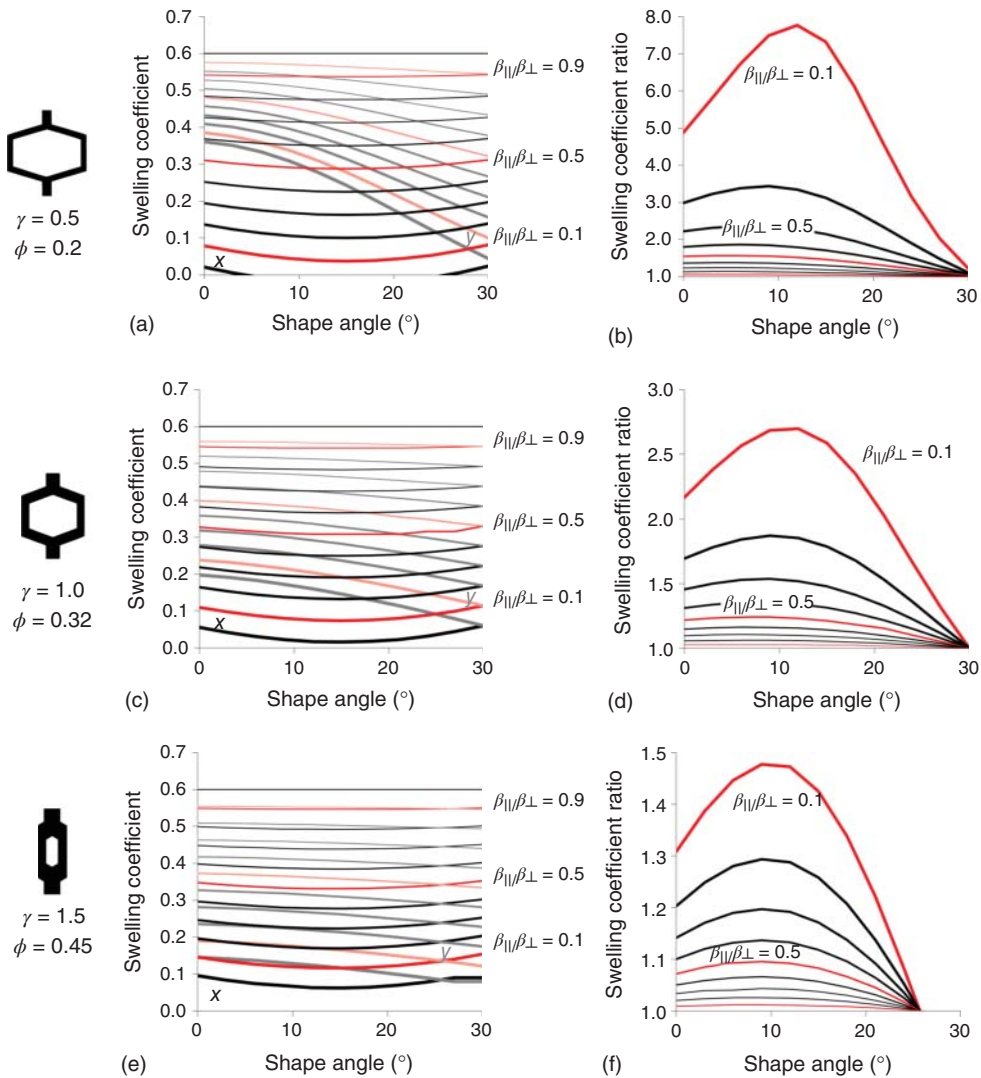 γ = 0.5
ϕ = 0.2
Swelling coefficient
0.7
0.6
0.5
0.4
0.3
0.2
0.1
0.0
0
10
20
30
x
y
β||/β⊥ = 0.9
β||/β⊥ = 0.5
β||/β⊥ = 0.1
(a)
Shape angle (°)
Swelling coefficient ratio
8.0
7.0
6.0
5.0
4.0
3.0
2.0
1.0
0
10
20
30
β||/β⊥ = 0.1
β||/β⊥ = 0.5
(b)
Shape angle (°)
γ = 1.0
ϕ = 0.32
Swelling coefficient
0.7
0.6
0.5
0.4
0.3
0.2
0.1
0.0
0
10
20
30
x
y
β||/β⊥ = 0.9
β||/β⊥ = 0.5
β||/β⊥ = 0.1
(c)
Shape angle (°)
Swelling coefficient ratio
3.0
2.5
2.0
1.5
1.0
0
10
20
30
β||/β⊥ = 0.1
β||/β⊥ = 0.5
(d)
Shape angle (°)
γ = 1.5
ϕ = 0.45
Swelling coefficient
0.7
0.6
0.5
0.4
0.3
0.2
0.1
0.0
0
10
20
30
x
y
β||/β⊥ = 0.9
β||/β⊥ = 0.5
β||/β⊥ = 0.1
(e)
Shape angle (°)
Swelling coefficient ratio
1.5
1.4
1.3
1.2
1.1
1.0
0
10
20
30
β||/β⊥ = 0.1
β||/β⊥ = 0.5
(f)
Shape angle (°)